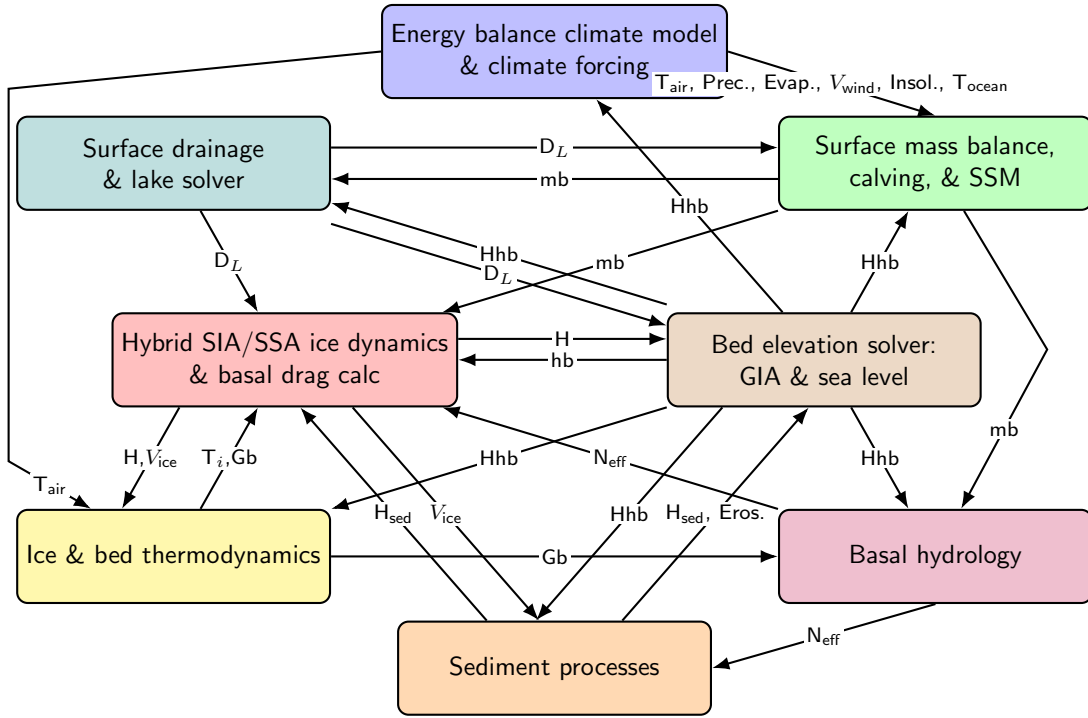 Energy balance climate model
& climate forcing
T_air, Prec., Evap., V_wind, Insol., T_ocean
Surface drainage
& lake solver
D_L
mb
Surface mass balance,
calving, & SSM
Hhb
Hhb
D_L
D_L
mb
Hhb
Hybrid SIA/SSA ice dynamics
& basal drag calc
H
hb
Bed elevation solver:
GIA & sea level
mb
H,V_ice
T_i,Gb
Hhb
N_eff
Hhb
T_air
H_sed
V_ice
Hhb
H_sed, Eros.
Ice & bed thermodynamics
Gb
Basal hydrology
N_eff
Sediment processes